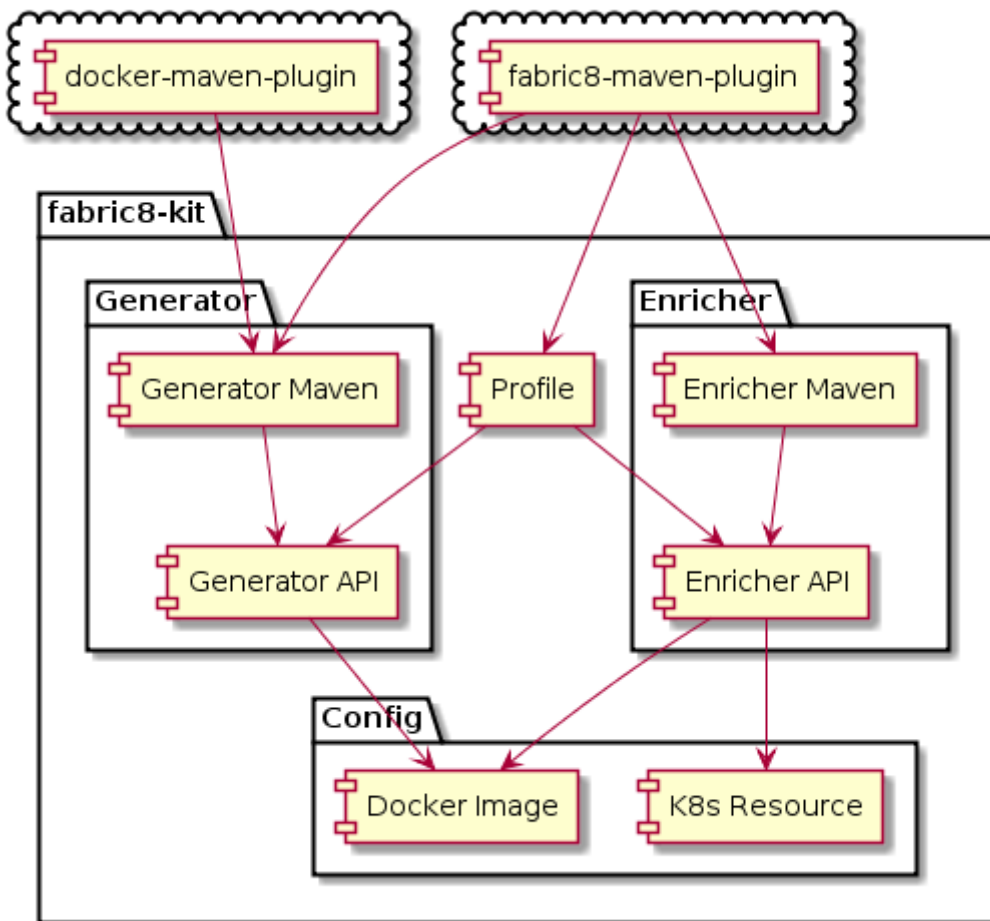 docker-maven-plugin
fabric8-maven-plugin
fabric8-kit
Generator
Enricher
Generator Maven
Profile
Enricher Maven
Generator API
Enricher API
Config
Docker Image
K8s Resource